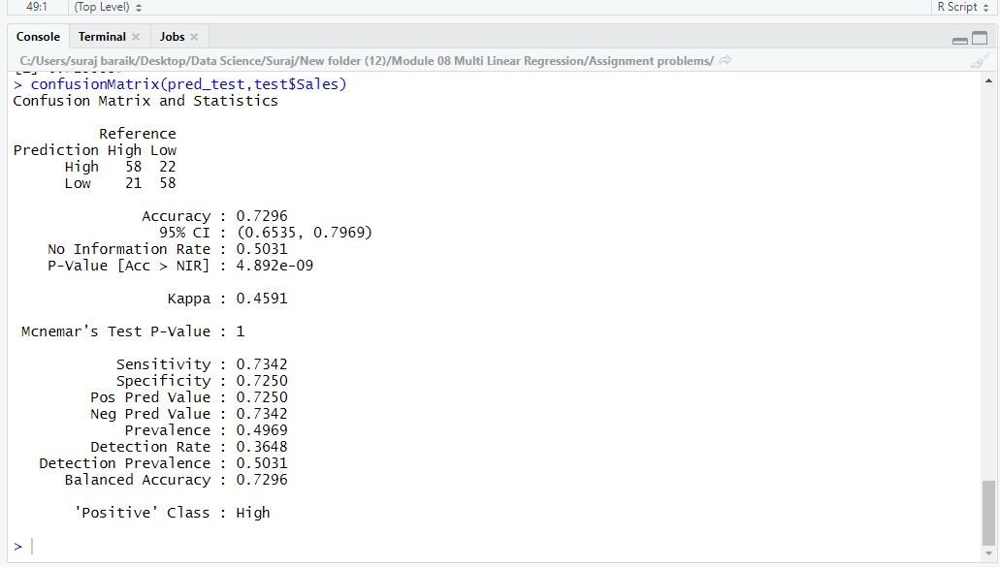 49:1 (Top Level) R Script
Console Terminal Jobs
C:/Users/suraj baraik/Desktop/Data Science/Suraj/New folder (12)/Module 08 Multi Linear Regression/Assignment problems/
> confusionMatrix(pred_test,test$Sales)
Confusion Matrix and Statistics
Reference
Prediction High Low
High 58 22
Low 21 58
Accuracy : 0.7296
95% CI : (0.6535, 0.7969)
No Information Rate : 0.5031
P-Value [Acc > NIR] : 4.892e-09
Kappa : 0.4591
Mcnemar's Test P-Value : 1
Sensitivity : 0.7342
Specificity : 0.7250
Pos Pred Value : 0.7250
Neg Pred Value : 0.7342
Prevalence : 0.4969
Detection Rate : 0.3648
Detection Prevalence : 0.5031
Balanced Accuracy : 0.7296
'Positive' Class : High
>